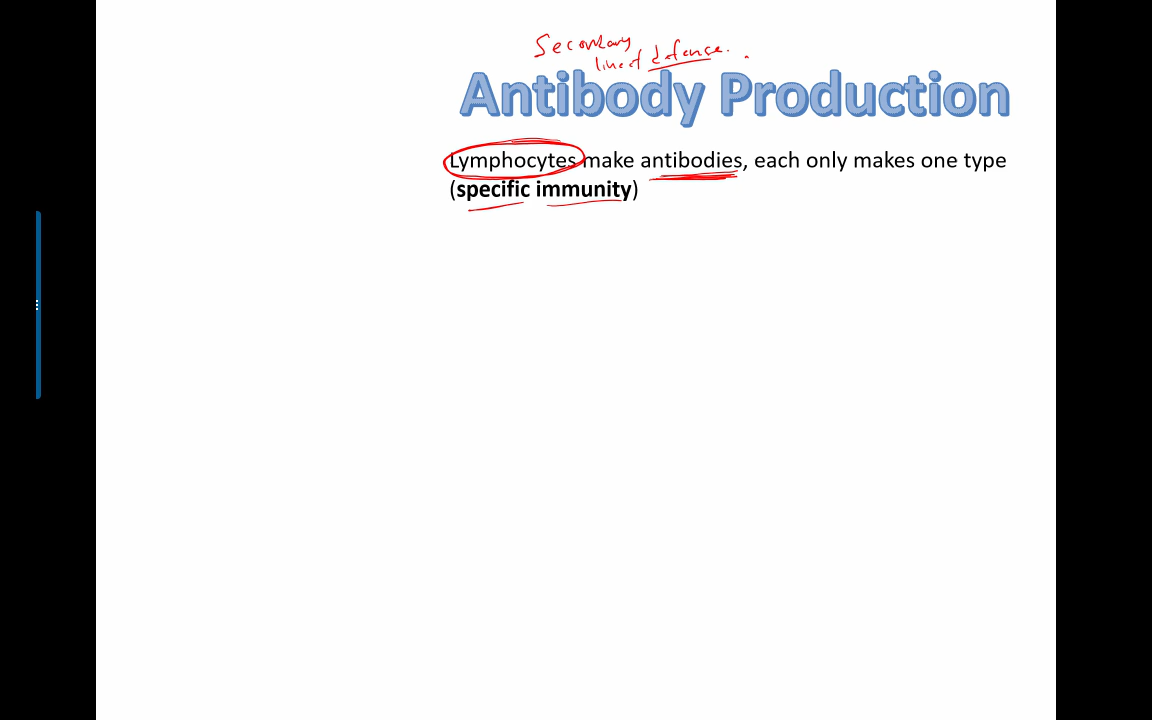 Secondary
line of defence.
Antibody Production
Lymphocytes make antibodies, each only makes one type
(specific immunity)